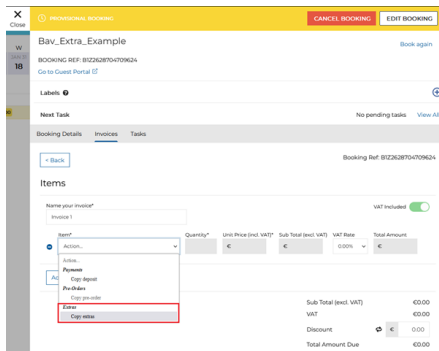 X
Close
PROVISIONAL BOOKING
CANCEL BOOKING
EDIT BOOKING
Bav_Extra_Example
Book again
BOOKING REF: B1Z2628704709624
Go to Guest Portal
W
18
Labels
Next Task
No pending tasks
View All
Booking Details
Invoices
Tasks
< Back
Booking Ref: B1Z2628704709624
Items
Name your invoice*
VAT Included
Invoice 1
Item*
Quantity*
Unit Price (incl. VAT)*
Sub Total (excl. VAT)
VAT Rate
Total Amount
Action...
€
€
0.00%
€
Action...
Payments
Copy deposit
Pre-Orders
Copy pre-order
Extras
Copy extras
Sub Total (excl. VAT)
€0.00
VAT
€0.00
Discount
€
0.00
Total Amount Due
€0.00